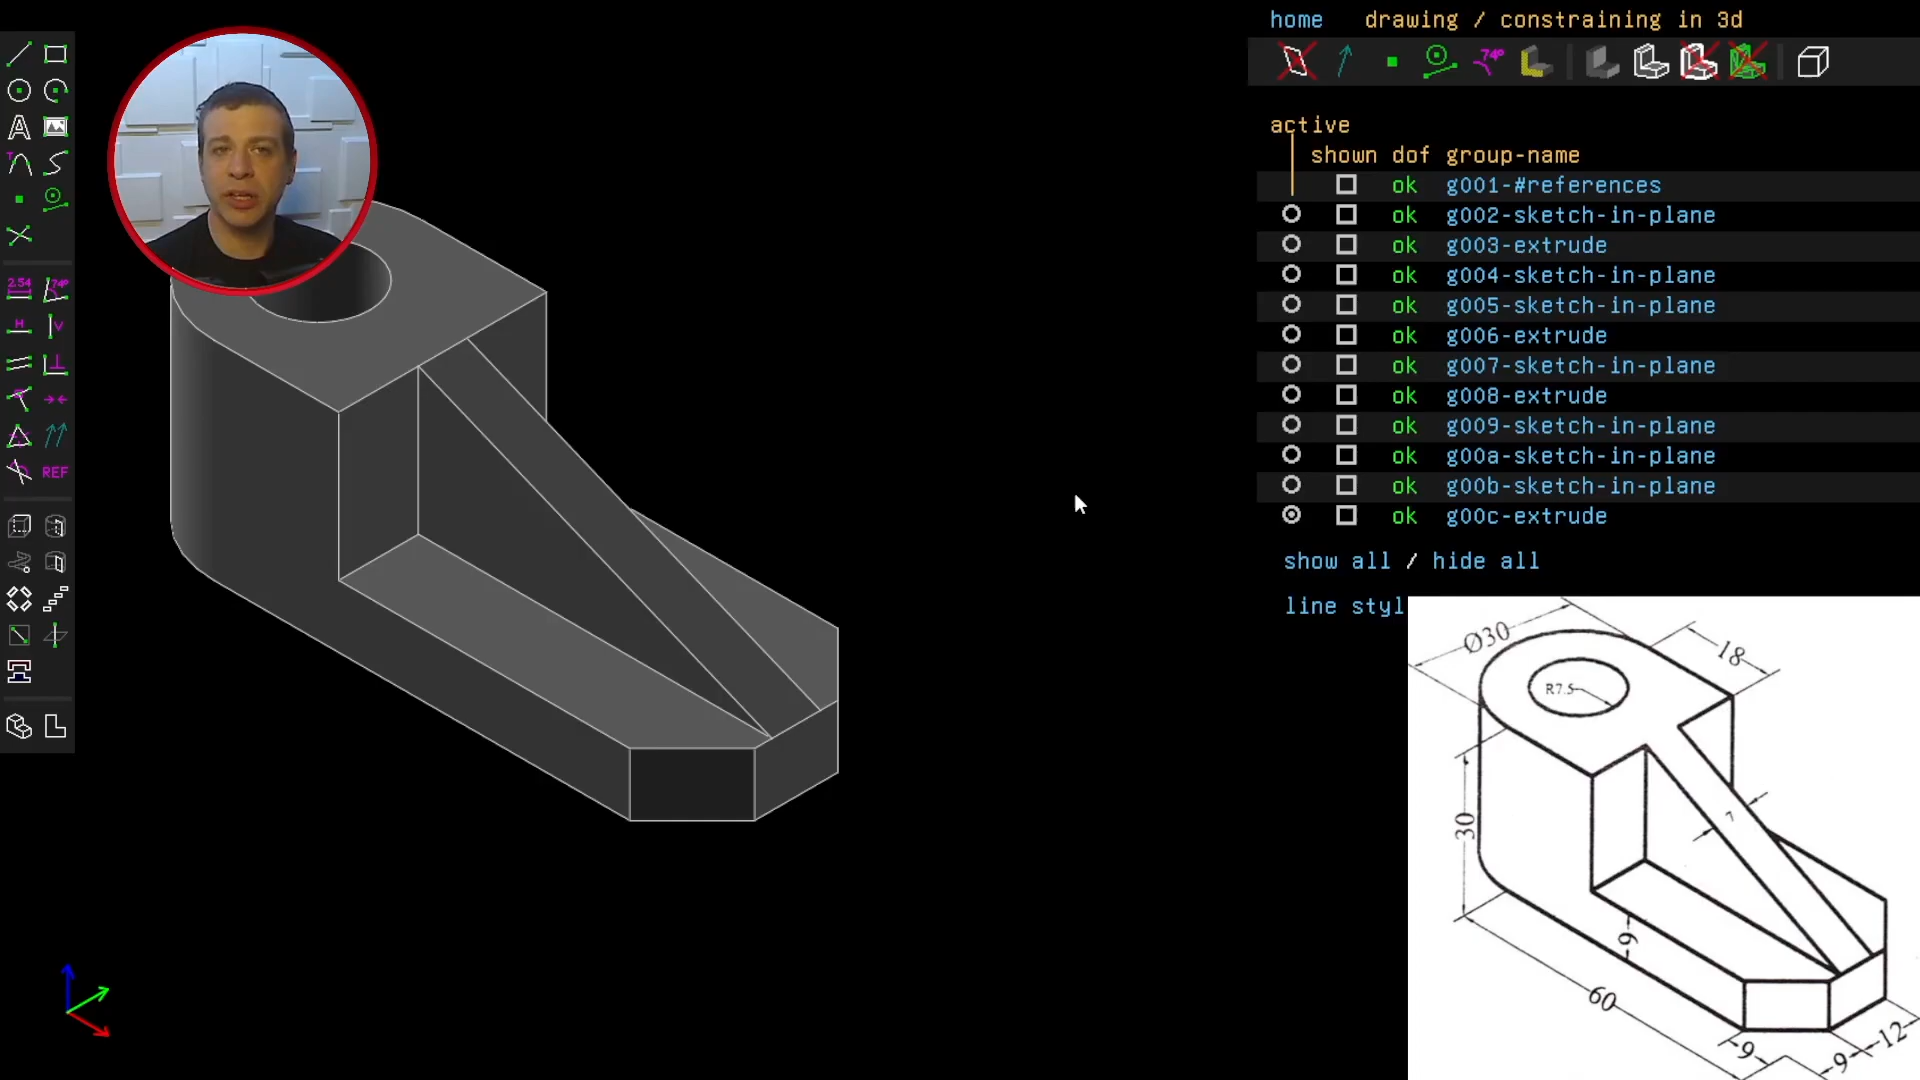 home drawing / constraining in 3d
74°
active
shown dof group-name
ok g001-#references
ok g002-sketch-in-plane
ok g003-extrude
ok g004-sketch-in-plane
ok g005-sketch-in-plane
ok g006-extrude
ok g007-sketch-in-plane
ok g008-extrude
ok g009-sketch-in-plane
ok g00a-sketch-in-plane
ok g00b-sketch-in-plane
ok g00c-extrude
show all / hide all
line styl
A
T
2.54 74°
H V
REF
Ø30
18
R7.5
30
7
9
60
9
9
12